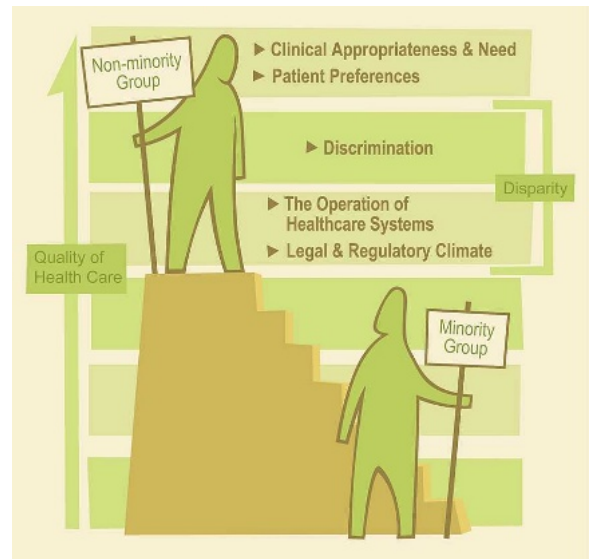 Non-minority
Group
▶ Clinical Appropriateness & Need
▶ Patient Preferences
▶ Discrimination
Disparity
▶ The Operation of
Healthcare Systems
▶ Legal & Regulatory Climate
Quality of
Health Care
Minority
Group